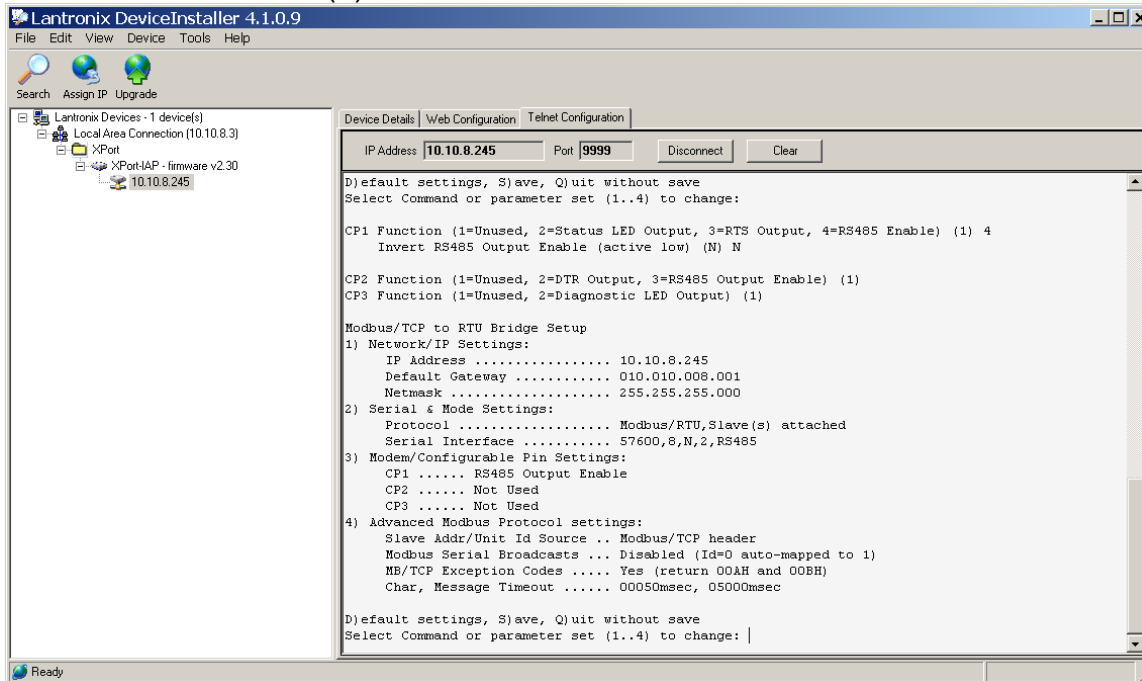 Lantronix DeviceInstaller 4.1.0.9
File Edit View Device Tools Help
Search Assign IP Upgrade
Lantronix Devices - 1 device(s)
Local Area Connection (10.10.8.3)
XPort
XPort-IAP - firmware v2.30
10.10.8.245
Device Details Web Configuration Telnet Configuration
IP Address 10.10.8.245 Port 9999 Disconnect Clear
D)efault settings, S)ave, Q)uit without save
Select Command or parameter set (1..4) to change:
CP1 Function (1=Unused, 2=Status LED Output, 3=RTS Output, 4=RS485 Enable) (1) 4
Invert RS485 Output Enable (active low) (N) N
CP2 Function (1=Unused, 2=DTR Output, 3=RS485 Output Enable) (1)
CP3 Function (1=Unused, 2=Diagnostic LED Output) (1)
Modbus/TCP to RTU Bridge Setup
1) Network/IP Settings:
IP Address ................. 10.10.8.245
Default Gateway ............ 010.010.008.001
Netmask .................... 255.255.255.000
2) Serial & Mode Settings:
Protocol ................... Modbus/RTU,Slave(s) attached
Serial Interface ........... 57600,8,N,2,RS485
3) Modem/Configurable Pin Settings:
CP1 ...... RS485 Output Enable
CP2 ...... Not Used
CP3 ...... Not Used
4) Advanced Modbus Protocol settings:
Slave Addr/Unit Id Source .. Modbus/TCP header
Modbus Serial Broadcasts ... Disabled (Id=0 auto-mapped to 1)
MB/TCP Exception Codes ..... Yes (return 00AH and 00BH)
Char, Message Timeout ...... 00050msec, 05000msec
D)efault settings, S)ave, Q)uit without save
Select Command or parameter set (1..4) to change:
Ready